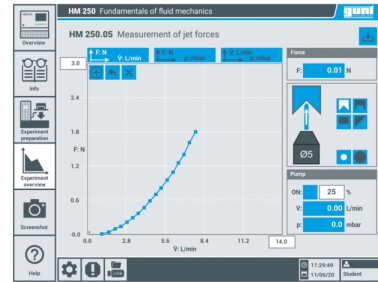 HM 250 Fundamentals of fluid mechanics
gunt
HM 250.05 Measurement of jet forces
Overview
Info
Experiment preparation
Experiment overview
Screenshot
Help
F: N
V̇: L/min
F: N
p: mbar
V̇: L/min
p: mbar
3.0
2.4
1.8
F: N
1.2
0.6
-0.0
0.0 2.8 5.6 8.4 11.2 14.0
V̇: L/min
Force
F: 0.01 N
Ø5
Pump
ON: 25 %
V̇: 0.00 L/min
p: 0.0 mbar
USB
11:29:49
11/06/20 Student